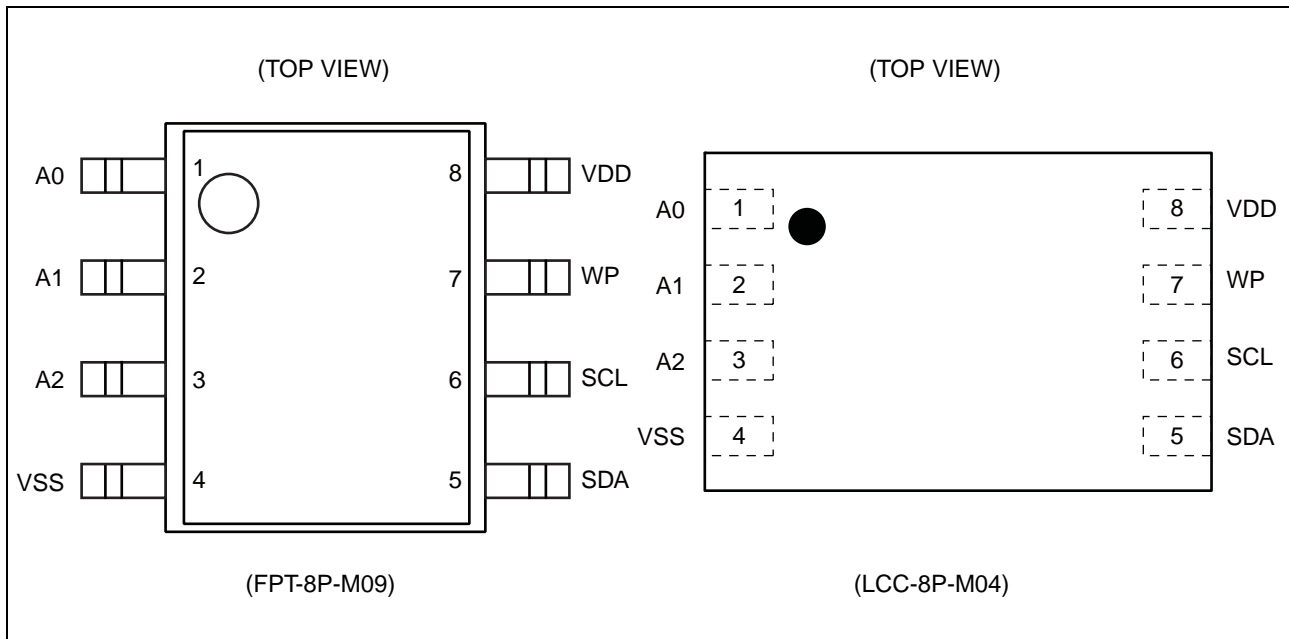 (TOP VIEW)
A0 1 8 VDD
A1 2 7 WP
A2 3 6 SCL
VSS 4 5 SDA
(FPT-8P-M09)
(TOP VIEW)
A0 1 8 VDD
A1 2 7 WP
A2 3 6 SCL
VSS 4 5 SDA
(LCC-8P-M04)